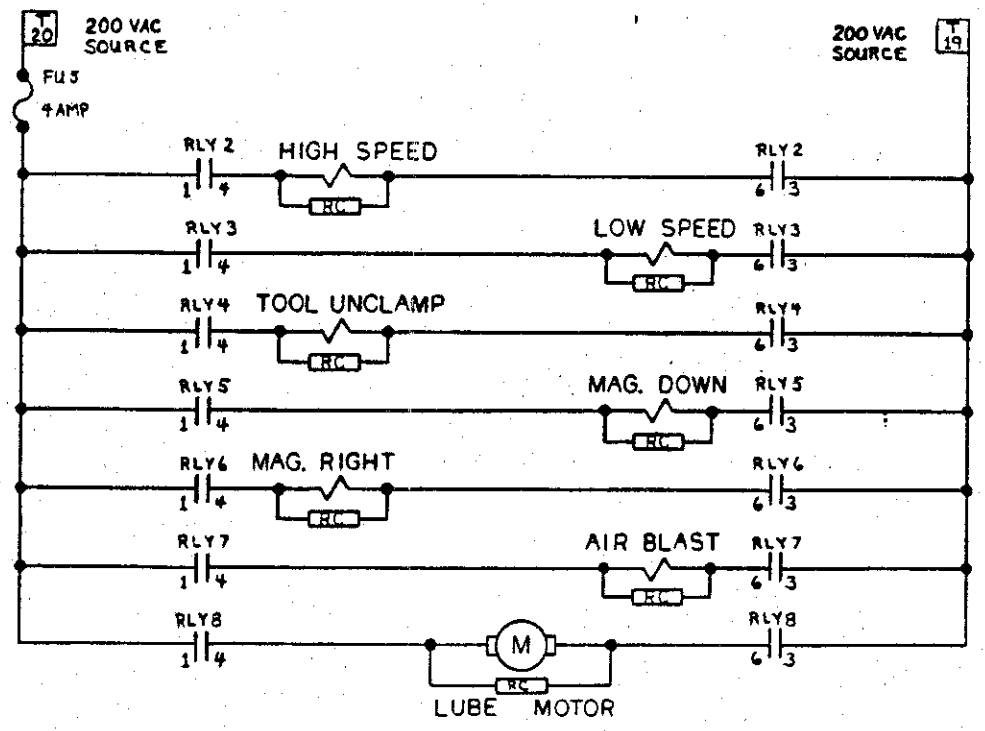 T
20
200 VAC
SOURCE
200 VAC
SOURCE
T
19
FU5
4 AMP
RLY 2
HIGH SPEED
RLY 2
1 4
6 3
RC
RLY 3
LOW SPEED
RLY 3
1 4
6 3
RC
RLY 4
TOOL UNCLAMP
RLY 4
1 4
6 3
RC
RLY 5
MAG. DOWN
RLY 5
1 4
6 3
RC
RLY 6
MAG. RIGHT
RLY 6
1 4
6 3
RC
RLY 7
AIR BLAST
RLY 7
1 4
6 3
RC
RLY 8
RLY 8
M
1 4
6 3
RC
LUBE MOTOR